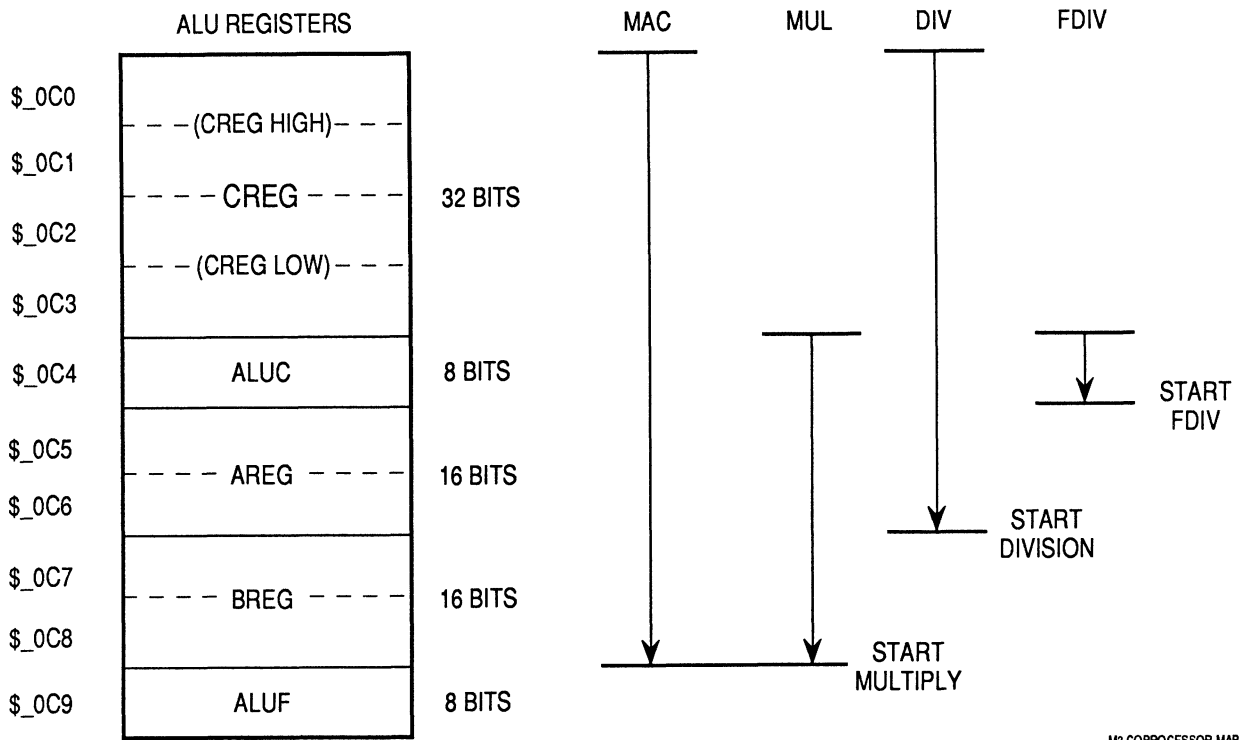 ALU REGISTERS
MAC MUL DIV FDIV
$_0C0
(CREG HIGH)
$_0C1
CREG 32 BITS
$_0C2
(CREG LOW)
$_0C3
$_0C4 ALUC 8 BITS
START
FDIV
$_0C5
AREG 16 BITS
$_0C6
START
DIVISION
$_0C7
BREG 16 BITS
$_0C8
START
MULTIPLY
$_0C9 ALUF 8 BITS
COPROCESSOR MAP